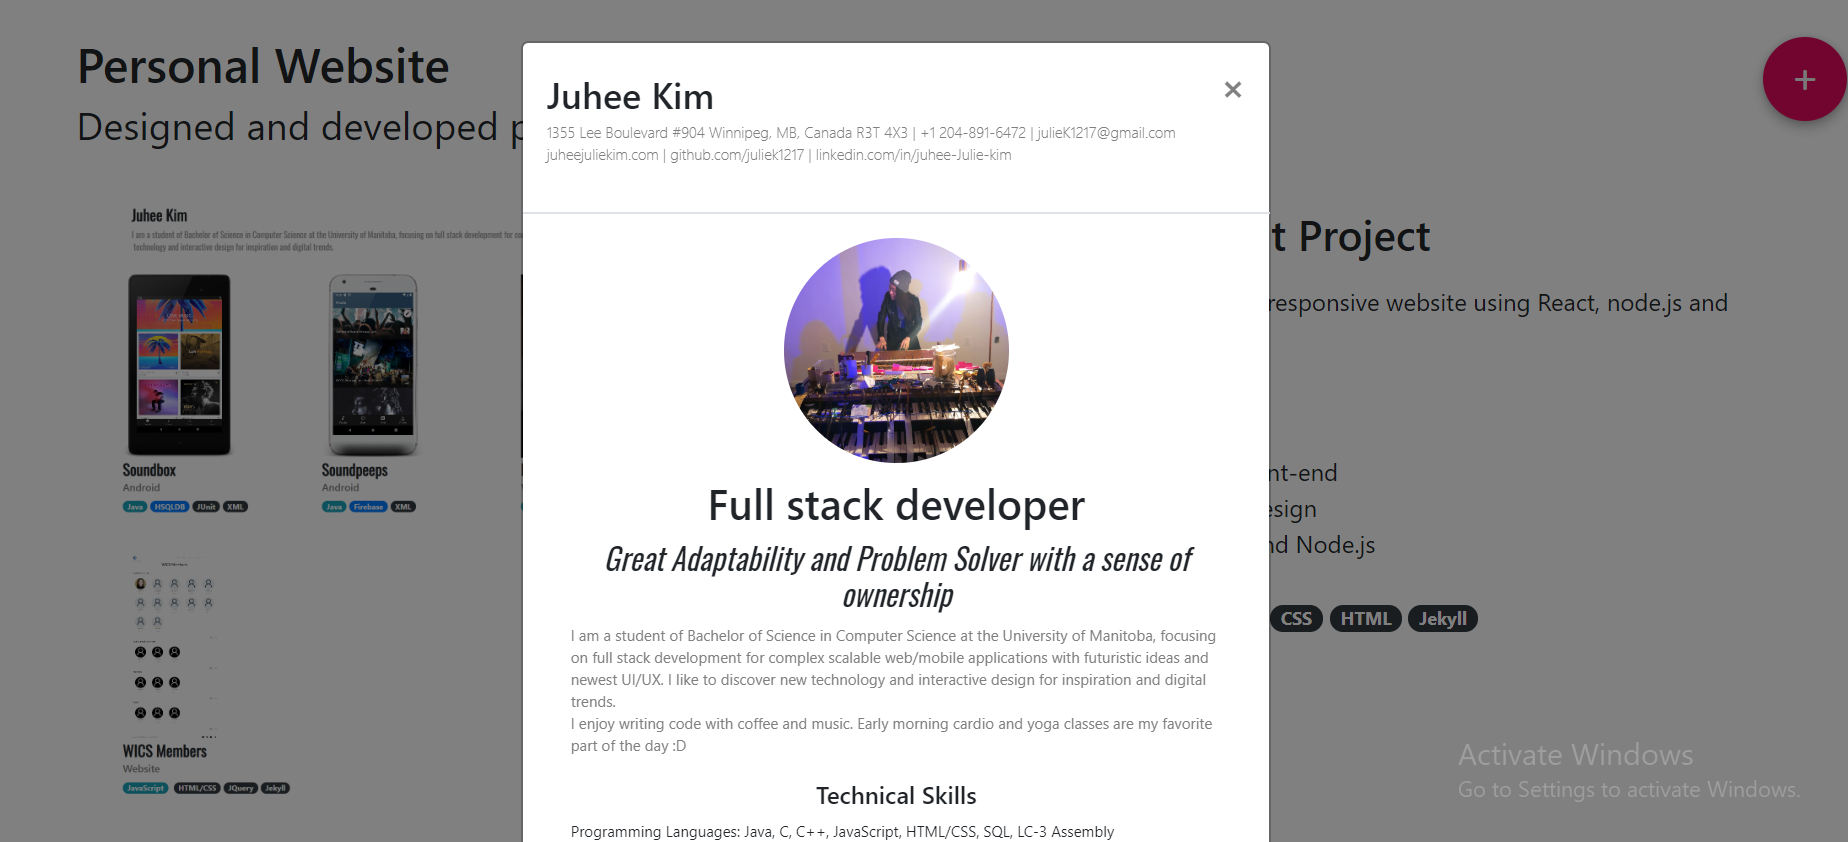 Personal Website
Designed and developed p
Juhee Kim
I am a student of Bachelor of Science in Computer Science at the University of Manitoba, focusing on full stack development for co
technology and interactive design for inspiration and digital trends.
Soundbox
Android
Java HSQLDB JUnit XML
Soundpeeps
Android
Java Firebase XML
WICS Members
Website
JavaScript HTML/CSS JQuery Jekyll
Juhee Kim
×
1355 Lee Boulevard #904 Winnipeg, MB, Canada R3T 4X3 | +1 204-891-6472 | julieK1217@gmail.com
juheejuliekim.com | github.com/juliek1217 | linkedin.com/in/juhee-Julie-kim
Full stack developer
Great Adaptability and Problem Solver with a sense of
ownership
I am a student of Bachelor of Science in Computer Science at the University of Manitoba, focusing
on full stack development for complex scalable web/mobile applications with futuristic ideas and
newest UI/UX. I like to discover new technology and interactive design for inspiration and digital
trends.
I enjoy writing code with coffee and music. Early morning cardio and yoga classes are my favorite
part of the day :D
Technical Skills
Programming Languages: Java, C, C++, JavaScript, HTML/CSS, SQL, LC-3 Assembly
+
t Project
responsive website using React, node.js and
nt-end
esign
nd Node.js
CSS HTML Jekyll
Activate Windows
Go to Settings to activate Windows.